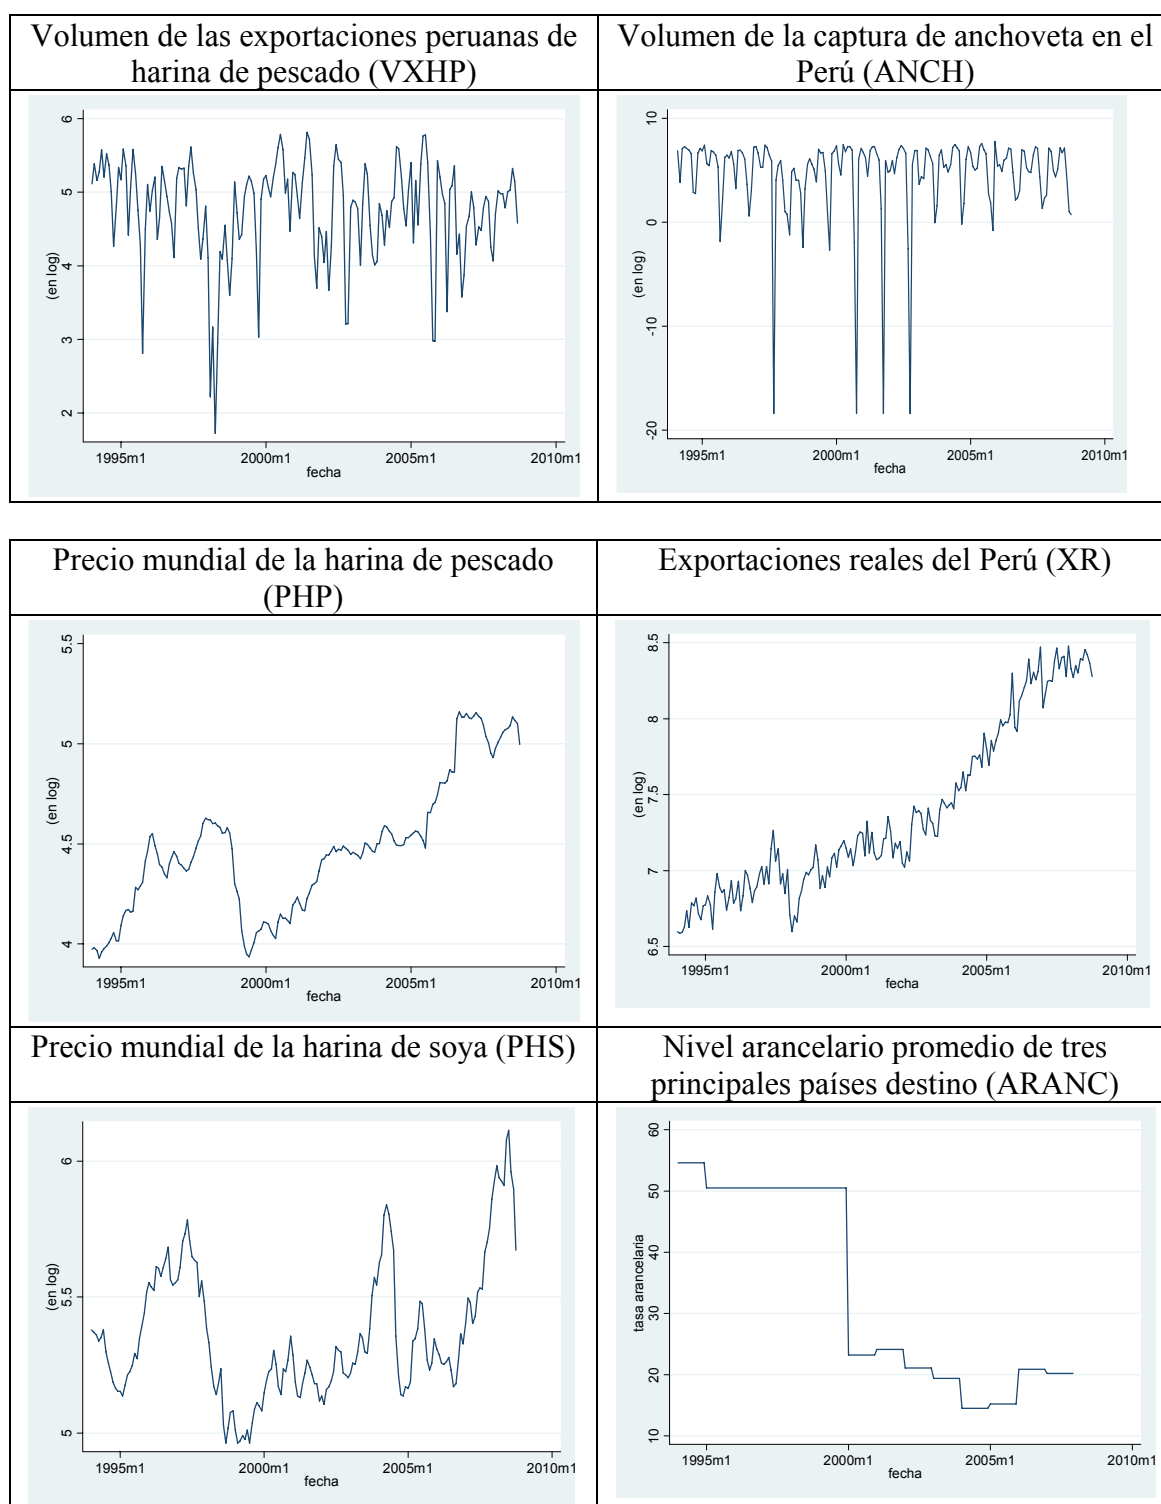 Volumen de las exportaciones peruanas de
harina de pescado (VXHP)
Volumen de la captura de anchoveta en el
Perú (ANCH)
6
5
4
3
2
(en log)
1995m1 2000m1 2005m1 2010m1
fecha
10
0
-10
-20
(en log)
1995m1 2000m1 2005m1 2010m1
fecha
Precio mundial de la harina de pescado
(PHP)
Exportaciones reales del Perú (XR)
5.5
5
4.5
4
(en log)
1995m1 2000m1 2005m1 2010m1
fecha
8.5
8
7.5
7
6.5
(en log)
1995m1 2000m1 2005m1 2010m1
fecha
Precio mundial de la harina de soya (PHS)
Nivel arancelario promedio de tres
principales países destino (ARANC)
6
5.5
5
(en log)
1995m1 2000m1 2005m1 2010m1
fecha
60
50
40
30
20
10
tasa arancelaria
1995m1 2000m1 2005m1 2010m1
fecha